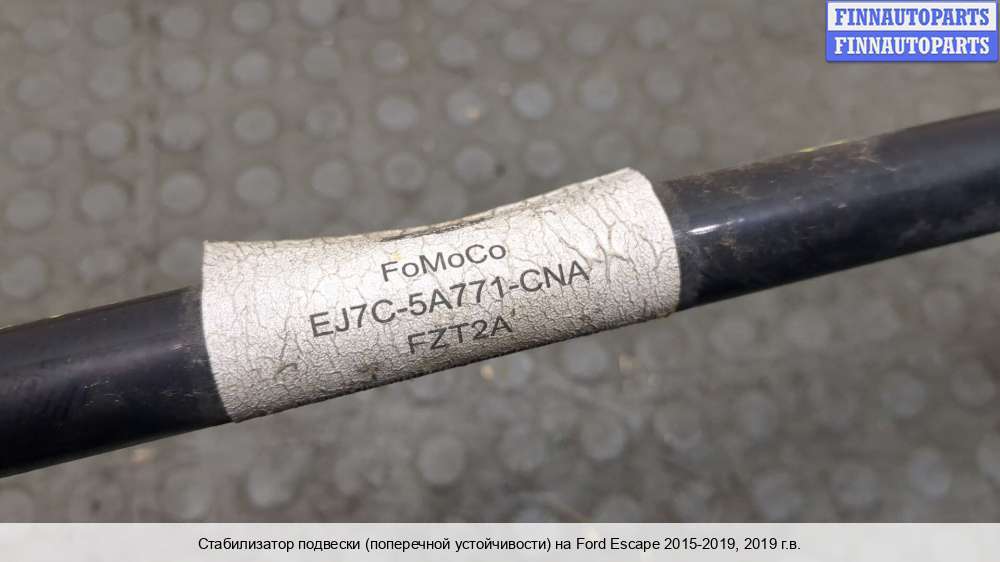 FINNAUTOPARTS
FINNAUTOPARTS
FoMoCo
EJ7C-5A771-CNA
FZT2A
Стабилизатор подвески (поперечной устойчивости) на Ford Escape 2015-2019, 2019 г.в.